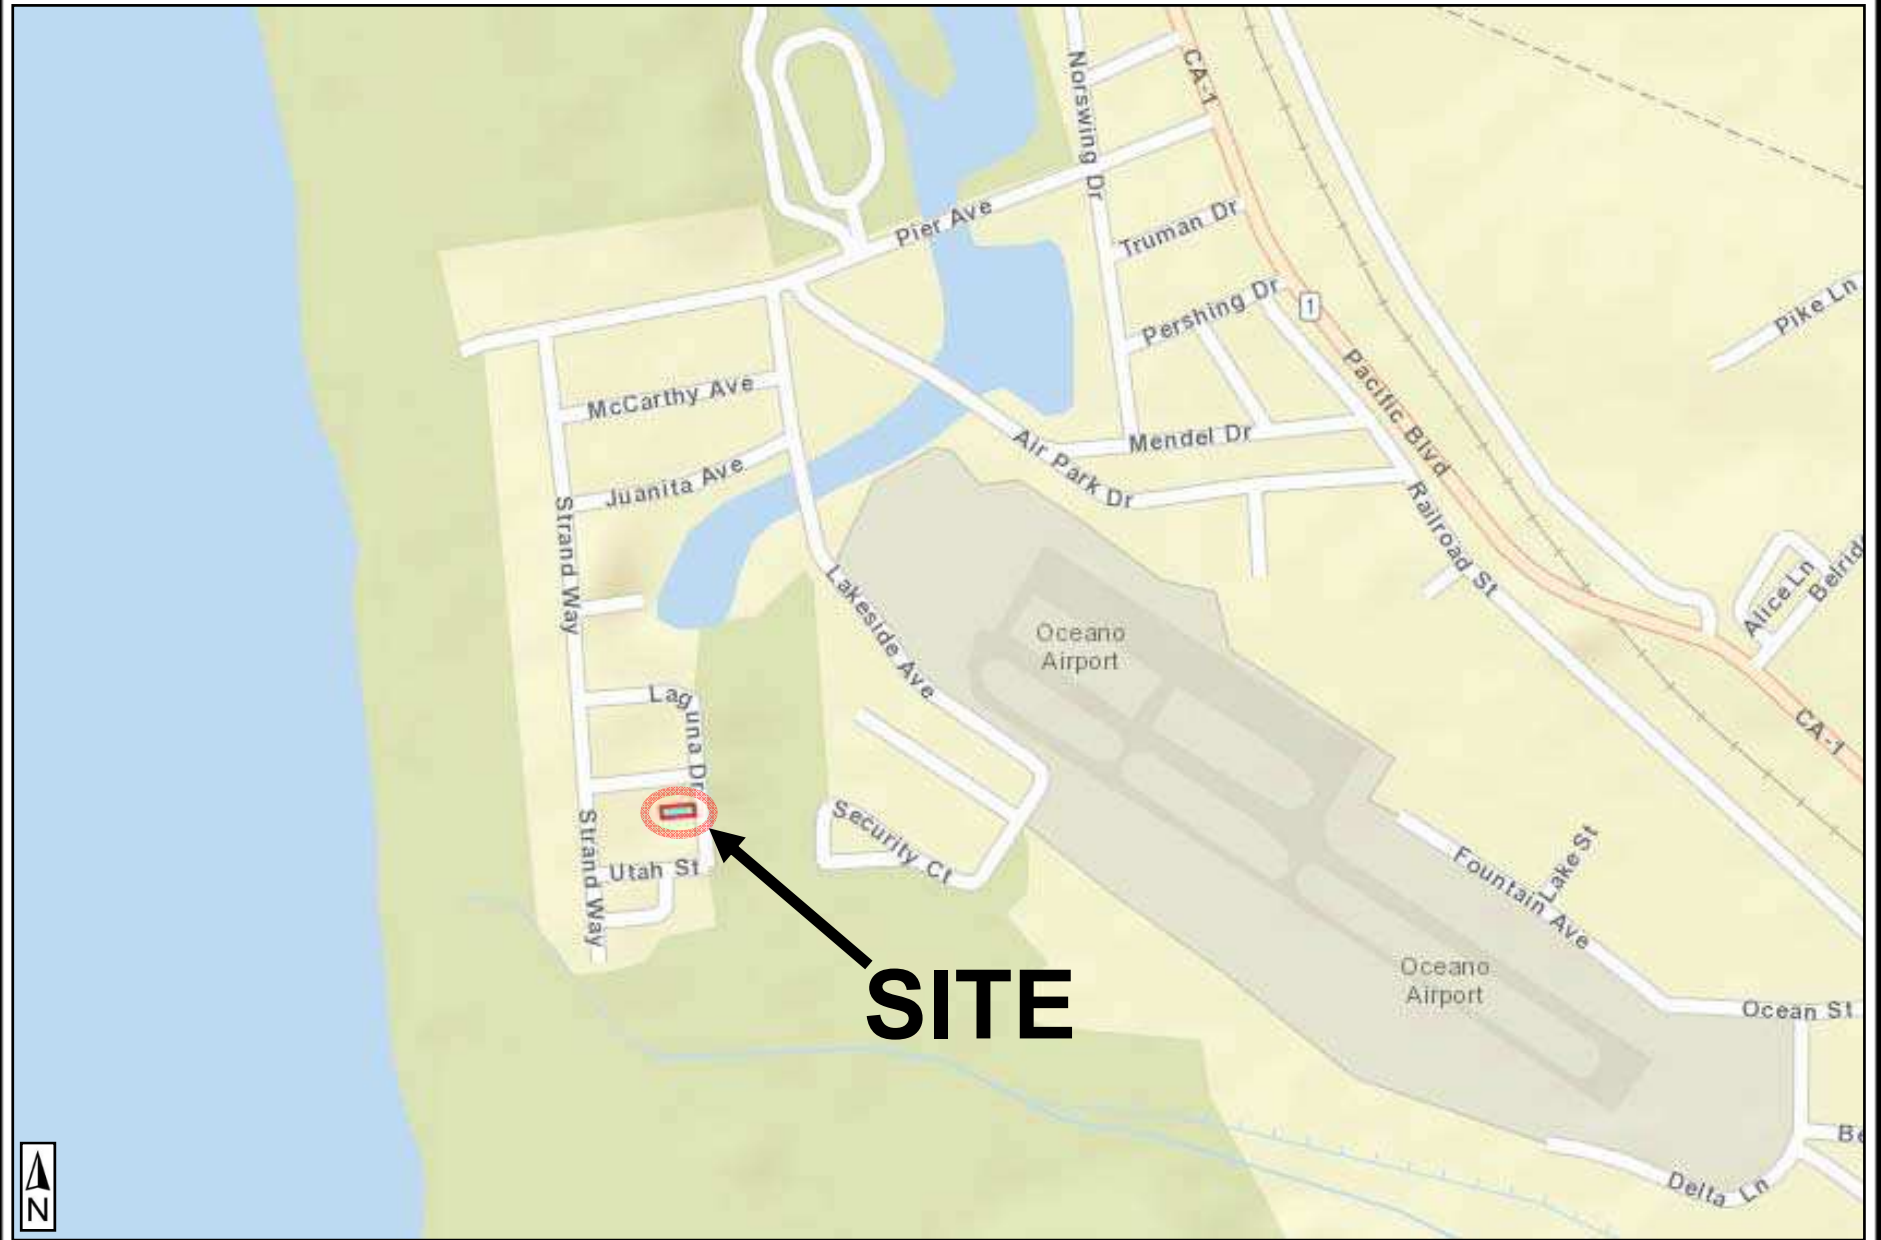 CA-1
Norswing Dr
Pier Ave
Truman Dr
Pershing Dr
1
Pike Ln
Pacific Blvd
McCarthy Ave
Mendel Dr
Air Park Dr
Juanita Ave
Strand Way
Railroad St
Lakeside Ave
Alice Ln
Belrid
Oceano
Airport
Laguna Dr
CA-1
Strand Way
Security Ct
Utah St
Lake St
Fountain Ave
SITE
Oceano
Airport
Ocean St
Be
Delta Ln
N